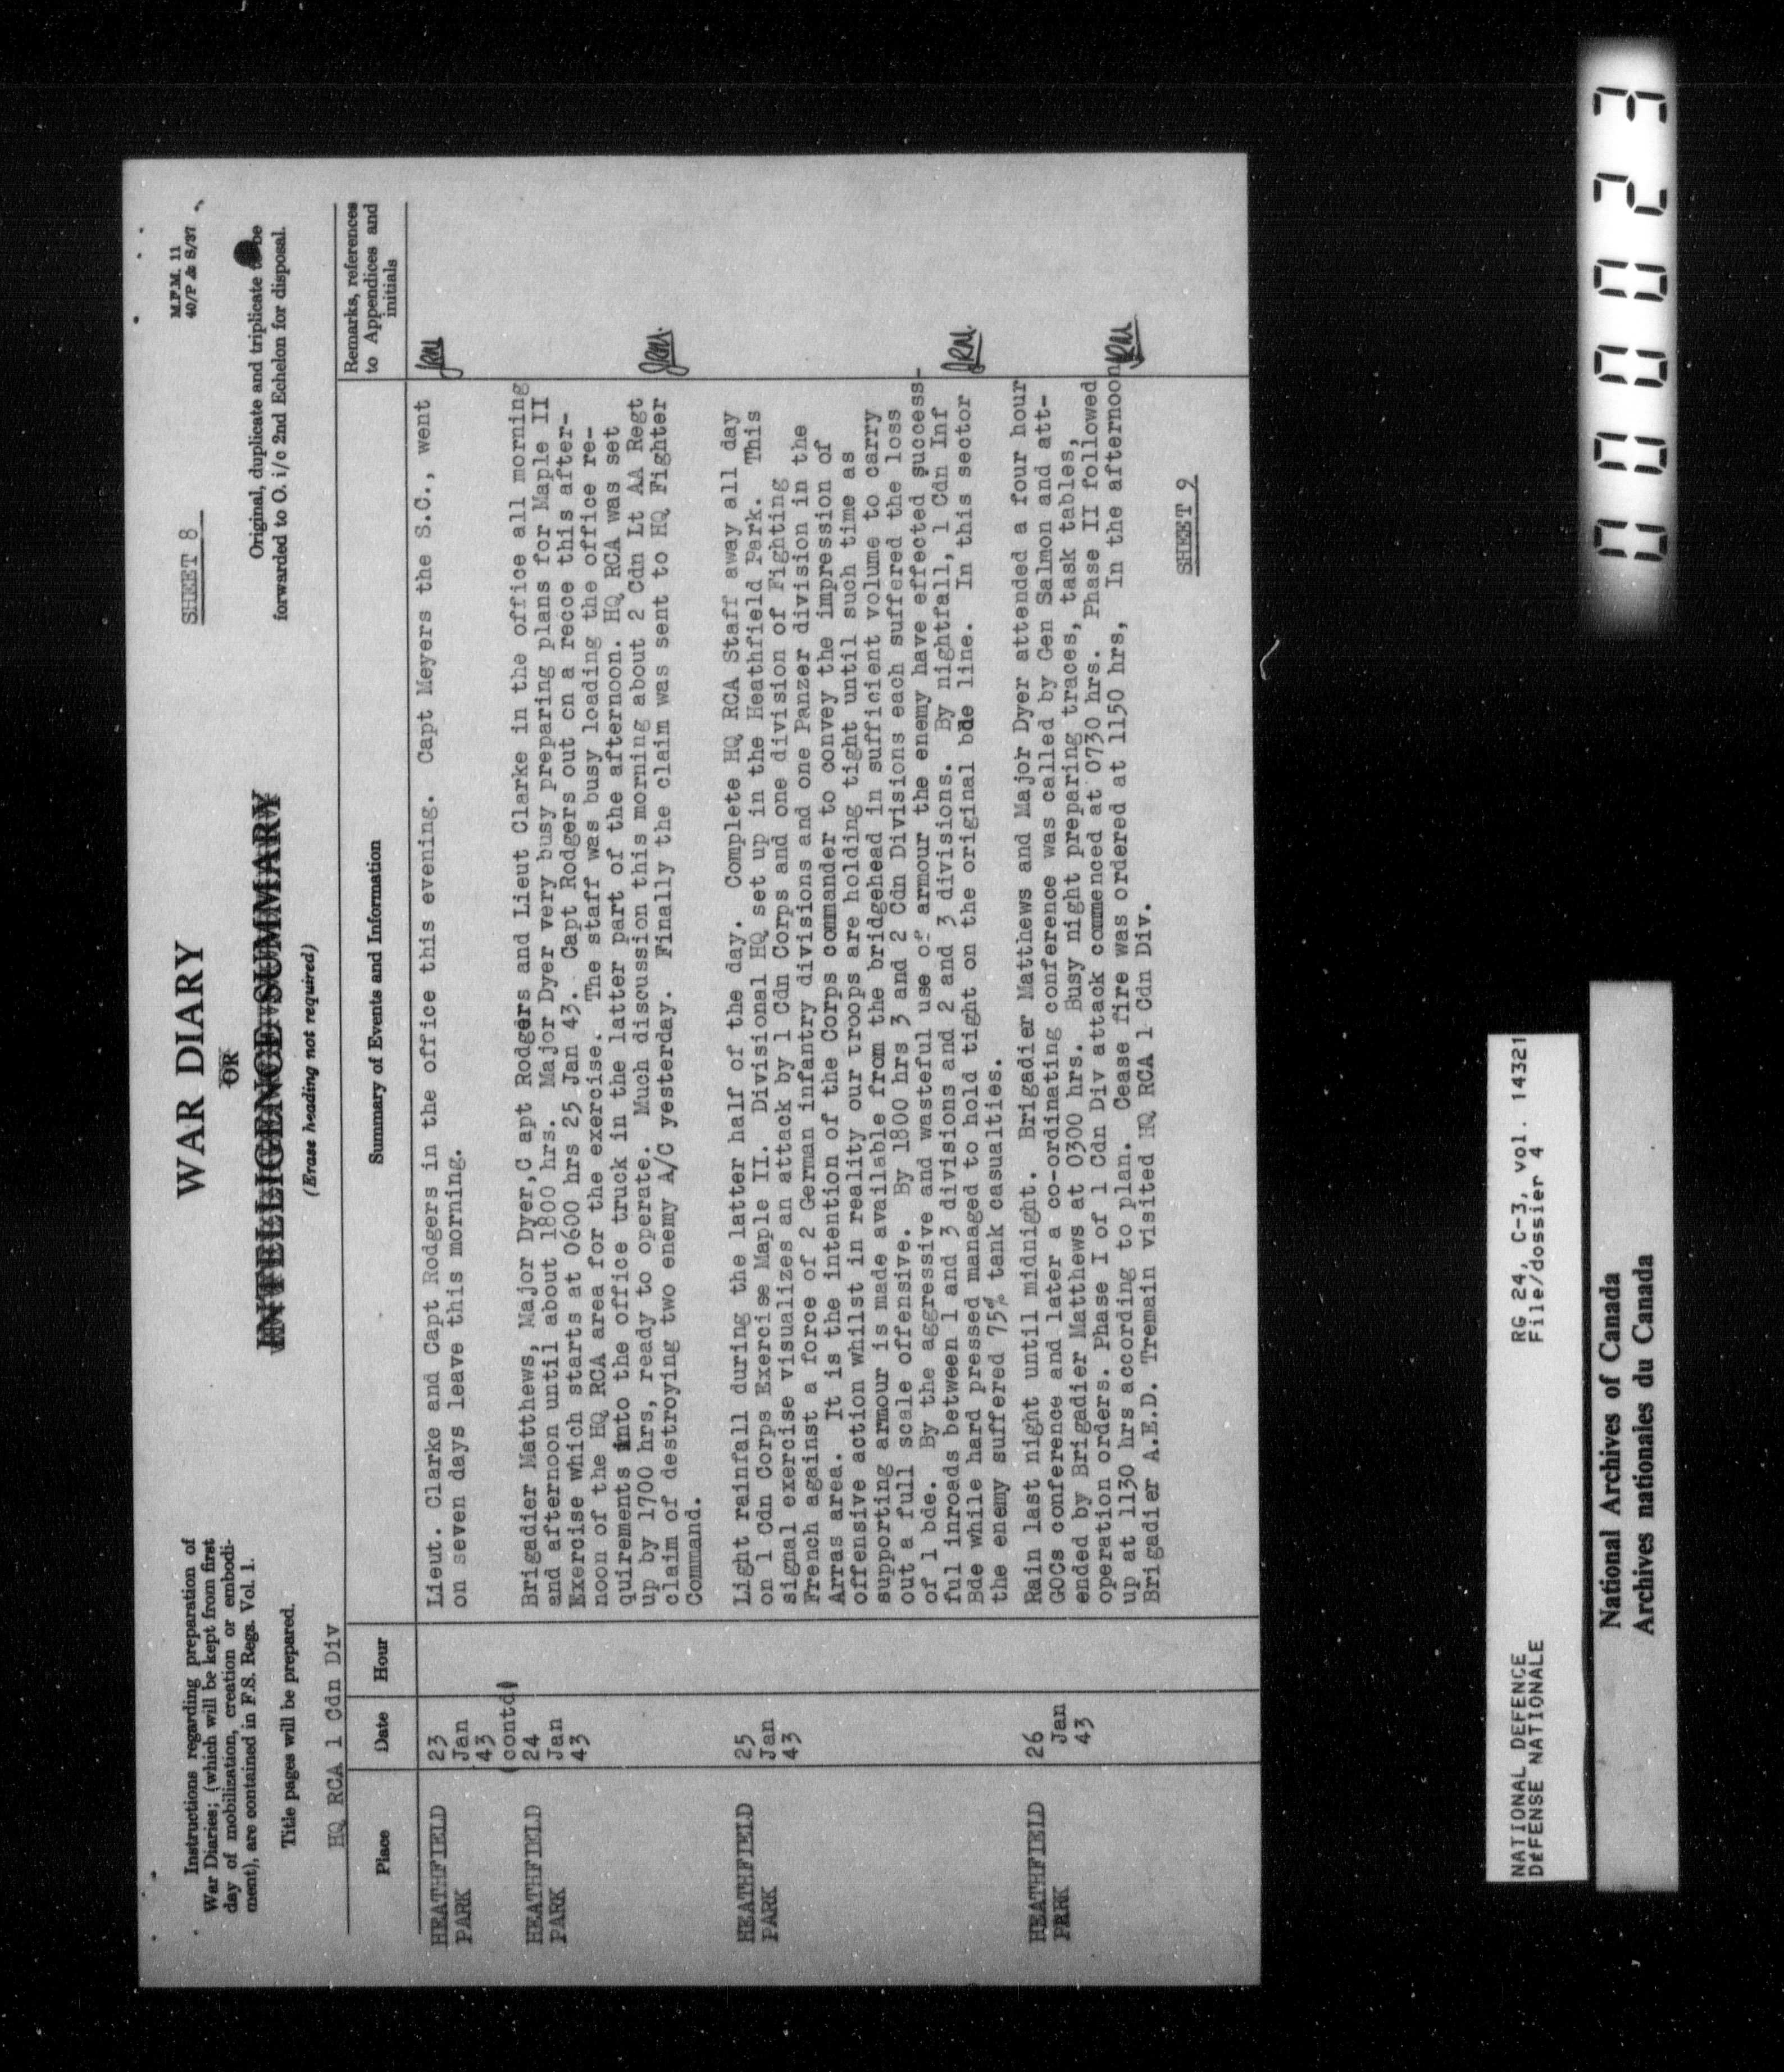 Instructions regarding preparation of
War Diaries; (which will be kept from first
day of mobilization, creation or embodi-
ment), are contained in F.S. Regs. Vol. 1.
Title pages will be prepared.
WAR DIARY
OR
INTELLIGENCE SUMMARY
(Erase heading not required)
SHEET 8
M.F.M. 11
40/P & S/37
Original, duplicate and triplicate be
forwarded to O. i/c 2nd Echelon for disposal.
HQ RCA 1 Cdn Div
Place Date Hour Summary of Events and Information Remarks, references
to Appendices and
initials
HEATHFIELD
PARK
23
Jan
43
(contd)
Lieut. Clarke and Capt Rodgers in the office this evening. Capt Meyers the S.C., went
on seven days leave this morning.
HEATHFIELD
PARK
24
Jan
43
Brigadier Matthews, Major Dyer,C apt Rodgers and Lieut Clarke in the office all morning
and afternoon until about 1800 hrs. Major Dyer very busy preparing plans for Maple II
Exercise which starts at 0600 hrs 25 Jan 43. Capt Rodgers out on a recce this after-
noon of the HQ RCA area for the exercise. The staff was busy loading the office re-
quirements into the office truck in the latter part of the afternoon. HQ RCA was set
up by 1700 hrs, ready to operate. Much discussion this morning about 2 Cdn Lt AA Regt
claim of destroying two enemy A/C yesterday. Finally the claim was sent to HQ Fighter
Command.
HEATHFIELD
PARK
25
Jan
43
Light rainfall during the latter half of the day. Complete HQ RCA Staff away all day
on 1 Cdn Corps Exercise Maple II. Divisional HQ set up in the Heathfield Park. This
signal exercise visualizes an attack by 1 Cdn Corps and one division of Fighting
French against a force of 2 German infantry divisions and one Panzer division in the
Arras area. It is the intention of the Corps commander to convey the impression of
offensive action whilst in reality our troops are holding tight until such time as
supporting armour is made available from the bridgehead in sufficient volume to carry
out a full scale offensive. By 1800 hrs 3 and 2 Cdn Divisions each suffered the loss
of 1 bde. By the aggressive and wasteful use of armour the enemy have effected success-
ful inroads between 1 and 3 divisions and 2 and 3 divisions. By nightfall, 1 Cdn Inf
Bde while hard pressed managed to hold tight on the original bde line. In this sector
the enemy suffered 75% tank casualties.
HEATHFIELD
PARK
26
Jan
43
Rain last night until midnight. Brigadier Matthews and Major Dyer attended a four hour
GOCs conference and later a co-ordinating conference was called by Gen Salmon and att-
ended by Brigadier Matthews at 0300 hrs. Busy night preparing traces, task tables,
operation orders. Phase I of 1 Cdn Div attack commenced at 0730 hrs. Phase II followed
up at 1130 hrs according to plan. Cease fire was ordered at 1150 hrs, In the afternoon
Brigadier A.E.D. Tremain visited HQ RCA 1 Cdn Div.
SHEET 9
NATIONAL DEFENCE RG 24, C-3, vol. 14321
DÉFENSE NATIONALE File/dossier 4
National Archives of Canada
Archives nationales du Canada
000023